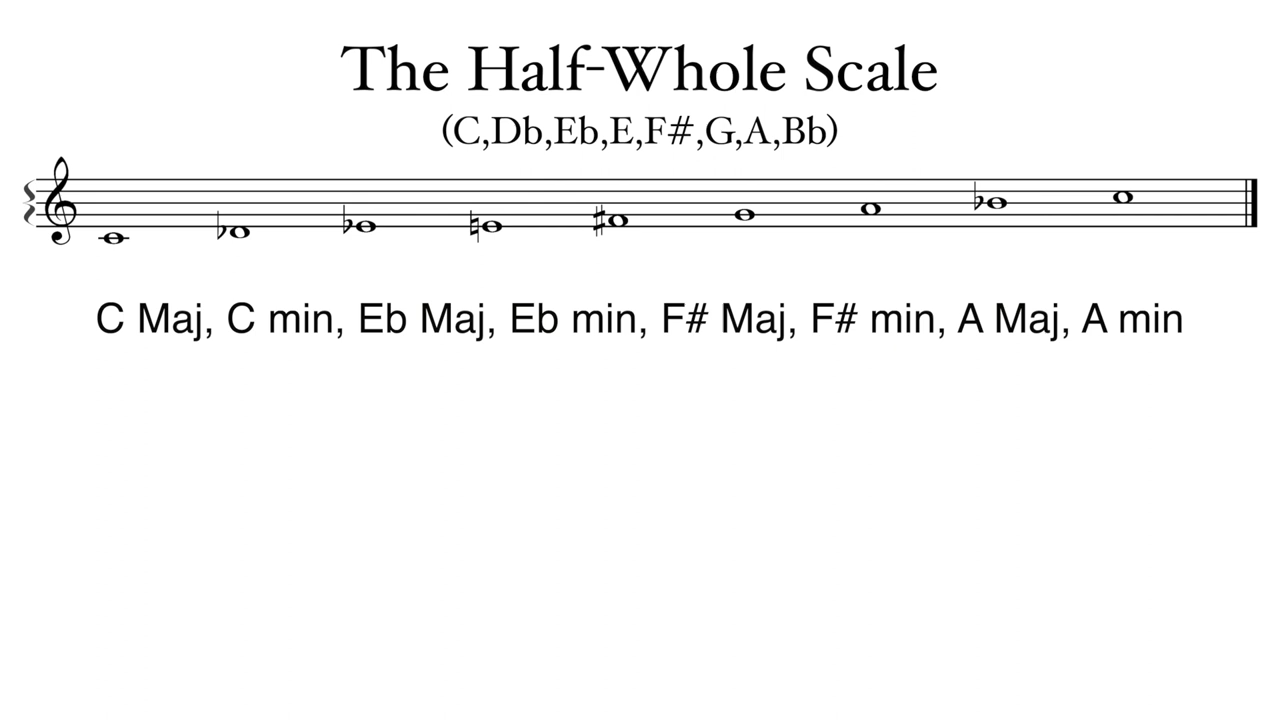 The Half-Whole Scale
(C,Db,Eb,E,F#,G,A,Bb)
C Maj, C min, Eb Maj, Eb min, F# Maj, F# min, A Maj, A min